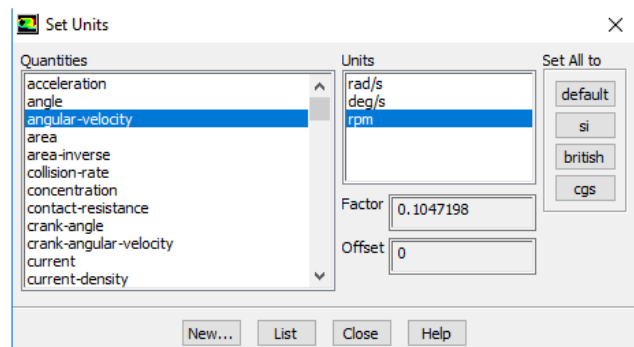 Set Units
Quantities
acceleration
angle
angular-velocity
area
area-inverse
collision-rate
concentration
contact-resistance
crank-angle
crank-angular-velocity
current
current-density
Units
rad/s
deg/s
rpm
Factor 0.1047198
Offset 0
Set All to
default
si
british
cgs
New... List Close Help